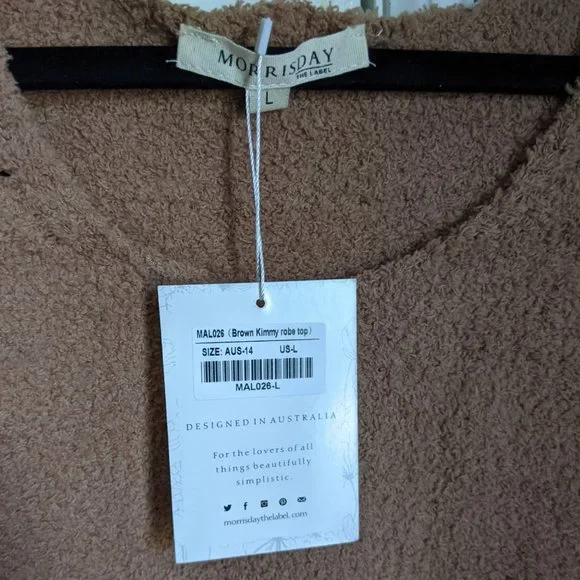 MORRISDAY
THE LABEL
L
MAL026 (Brown Kimmy robe top)
SIZE: AUS-14 US-L
MAL026-L
DESIGNED IN AUSTRALIA
For the lovers of all
things beautifully
simplistic.
morrisdaythelabel.com